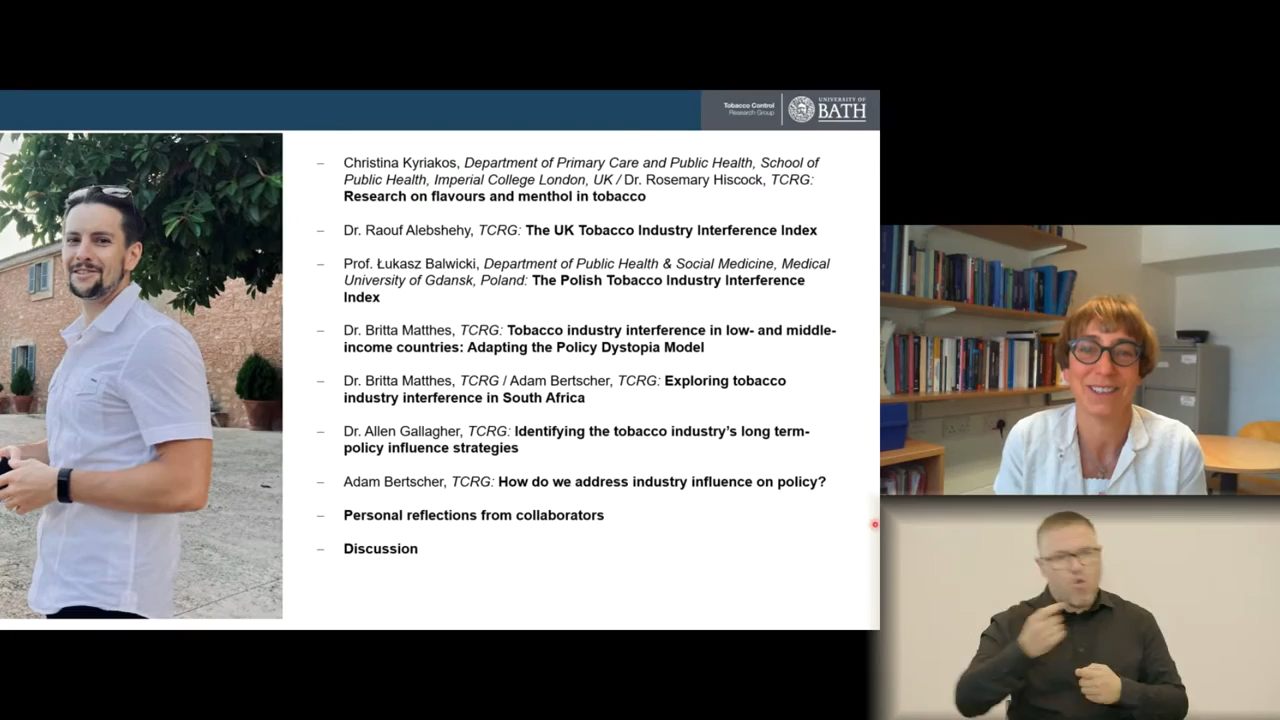 Tobacco Control
Research Group
UNIVERSITY OF
BATH
– Christina Kyriakos, Department of Primary Care and Public Health, School of
Public Health, Imperial College London, UK / Dr. Rosemary Hiscock, TCRG:
Research on flavours and menthol in tobacco
– Dr. Raouf Alebshehy, TCRG: The UK Tobacco Industry Interference Index
– Prof. Łukasz Balwicki, Department of Public Health & Social Medicine, Medical
University of Gdansk, Poland: The Polish Tobacco Industry Interference
Index
– Dr. Britta Matthes, TCRG: Tobacco industry interference in low- and middle-
income countries: Adapting the Policy Dystopia Model
– Dr. Britta Matthes, TCRG / Adam Bertscher, TCRG: Exploring tobacco
industry interference in South Africa
– Dr. Allen Gallagher, TCRG: Identifying the tobacco industry’s long term-
policy influence strategies
– Adam Bertscher, TCRG: How do we address industry influence on policy?
– Personal reflections from collaborators
– Discussion